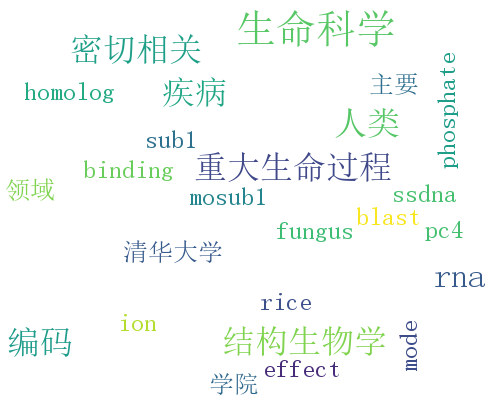 生命科学
密切相关
phosphate
homolog
疾病
主要
人类
sub1
binding
重大生命过程
领域
mosub1
ssdna
blast
fungus
pc4
清华大学
rna
rice
ion
编码
结构生物学
mode
学院
effect